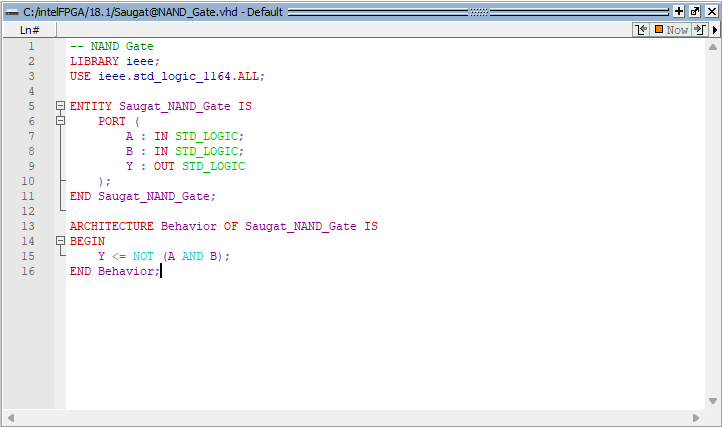 C:/intelFPGA/18.1/Saugat@NAND_Gate.vhd - Default
Ln#
Now
1 -- NAND Gate
2 LIBRARY ieee;
3 USE ieee.std_logic_1164.ALL;
4
5 ENTITY Saugat_NAND_Gate IS
6     PORT (
7         A : IN STD_LOGIC;
8         B : IN STD_LOGIC;
9         Y : OUT STD_LOGIC
10     );
11 END Saugat_NAND_Gate;
12
13 ARCHITECTURE Behavior OF Saugat_NAND_Gate IS
14 BEGIN
15     Y <= NOT (A AND B);
16 END Behavior;